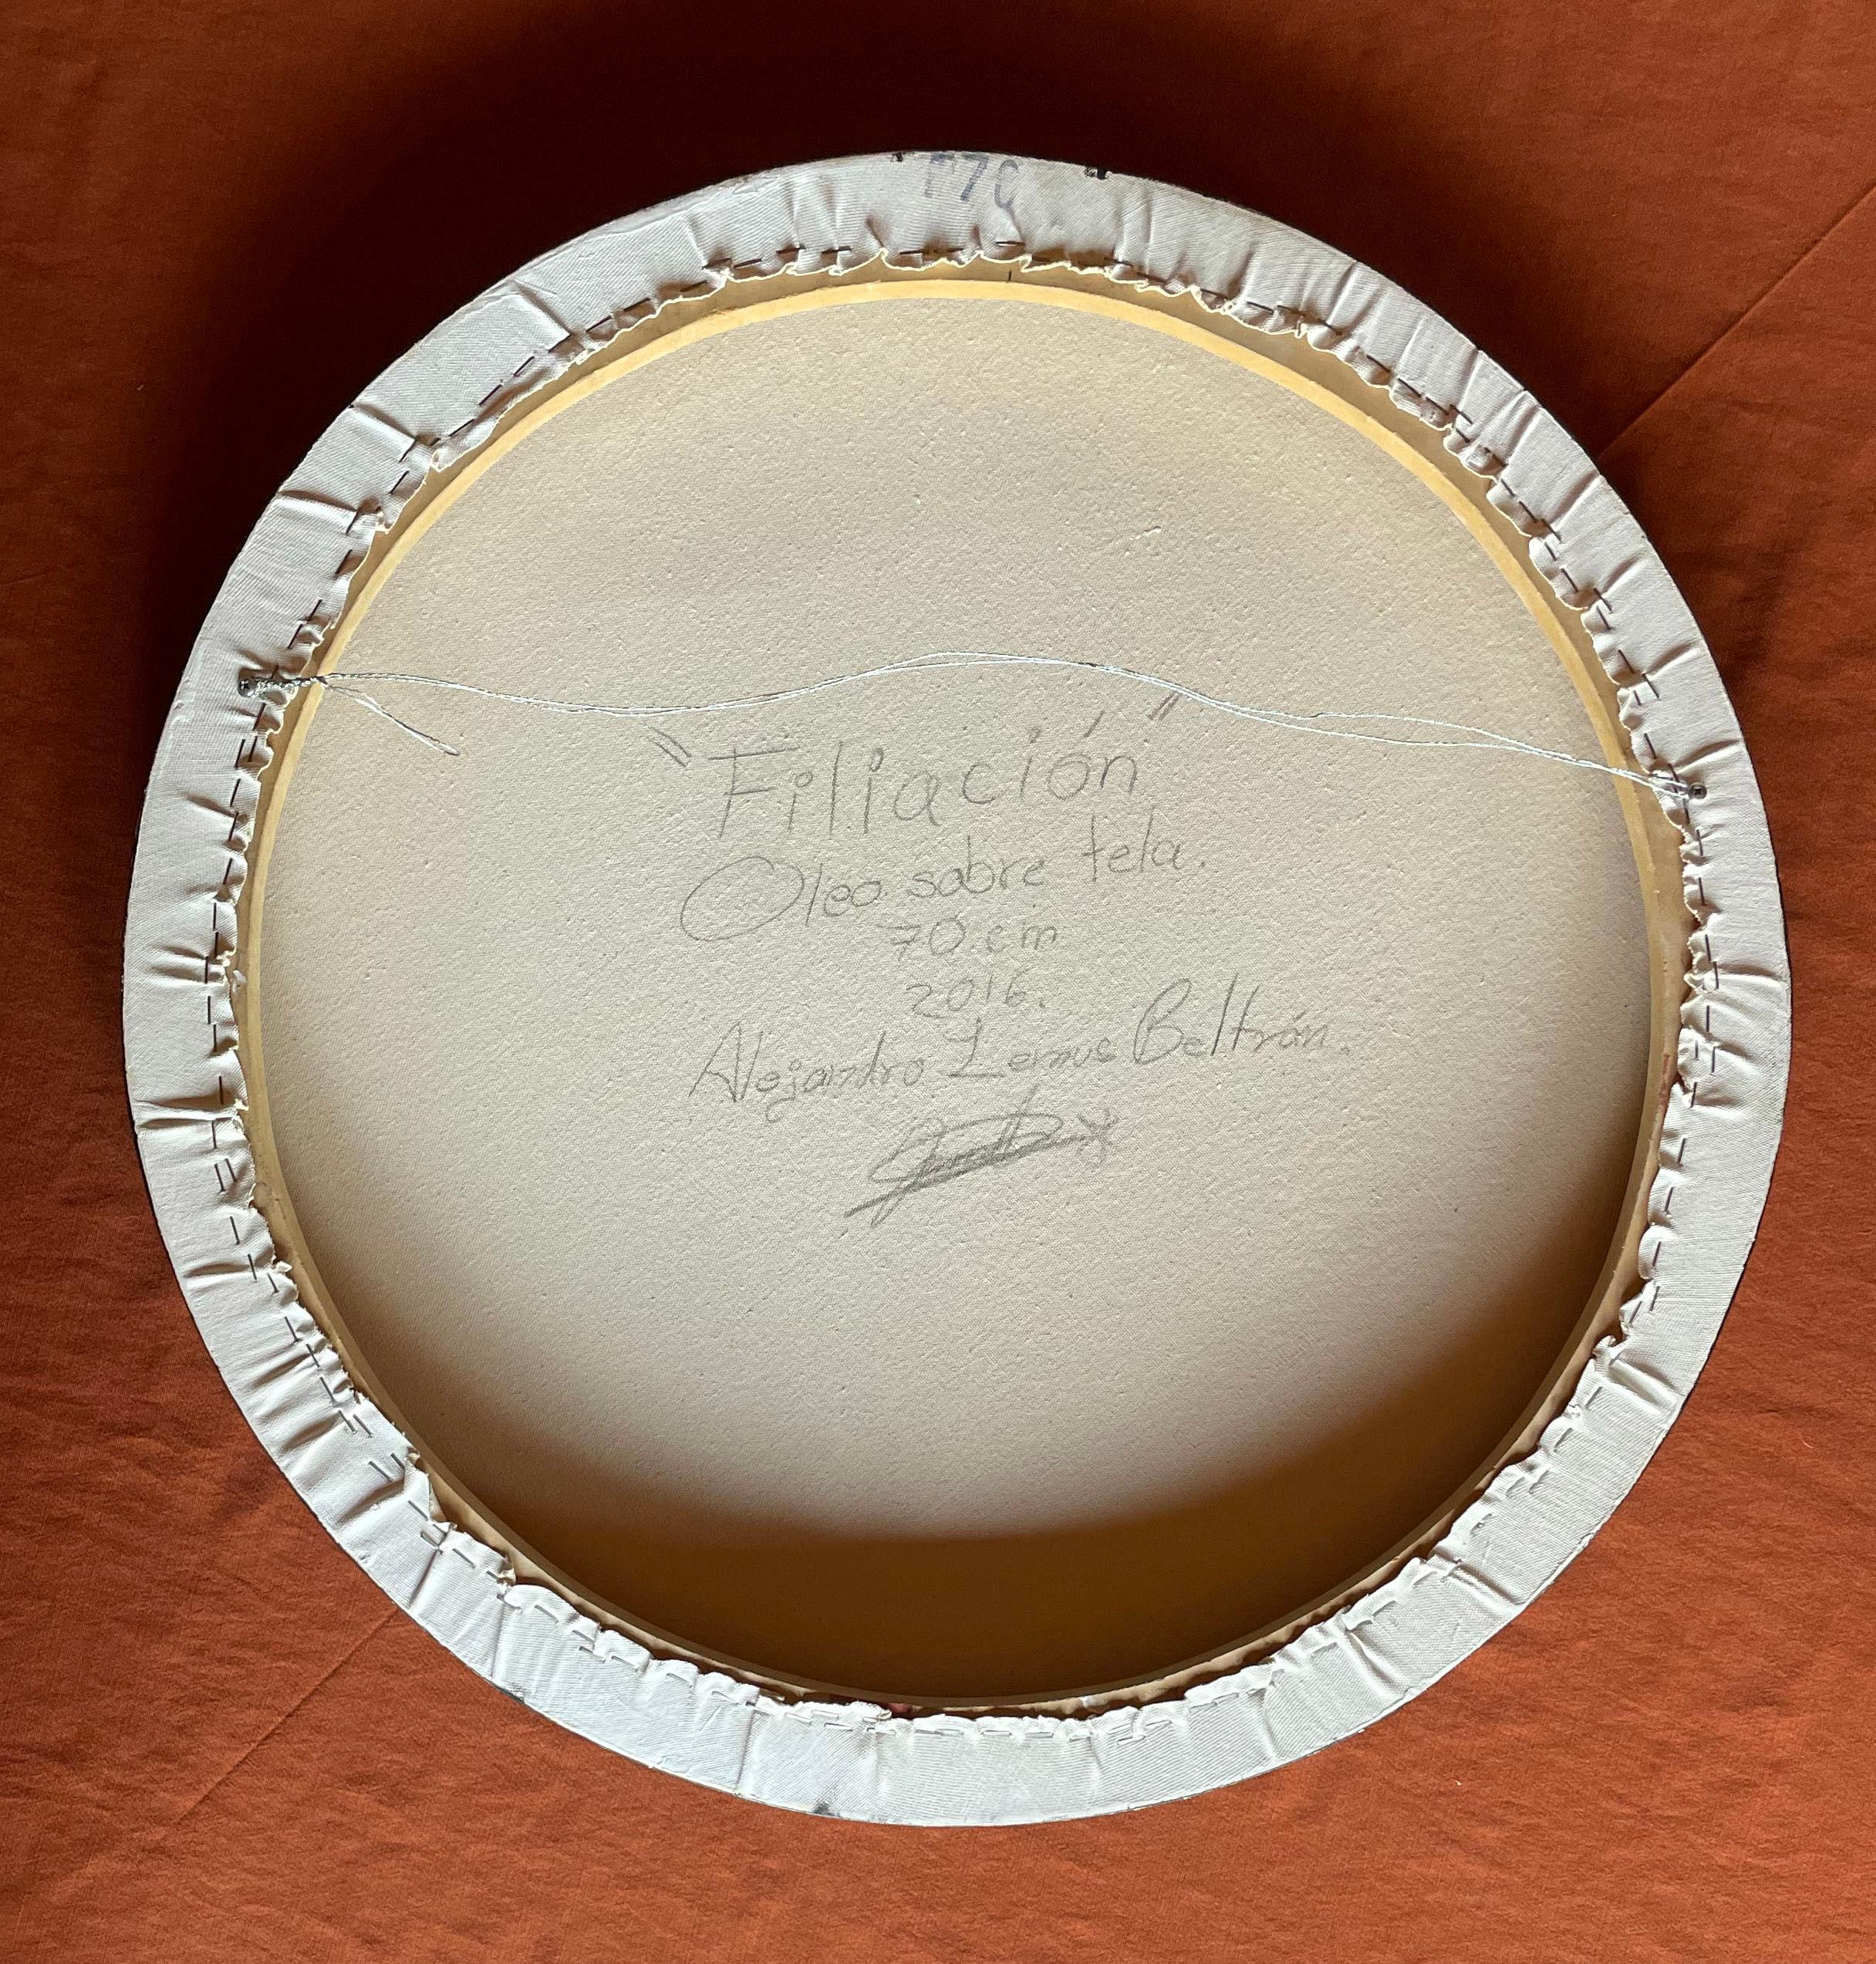 "Filiación"
Oleo sobre tela.
70 cm
2016.
Alejandro Lemus Beltrán.